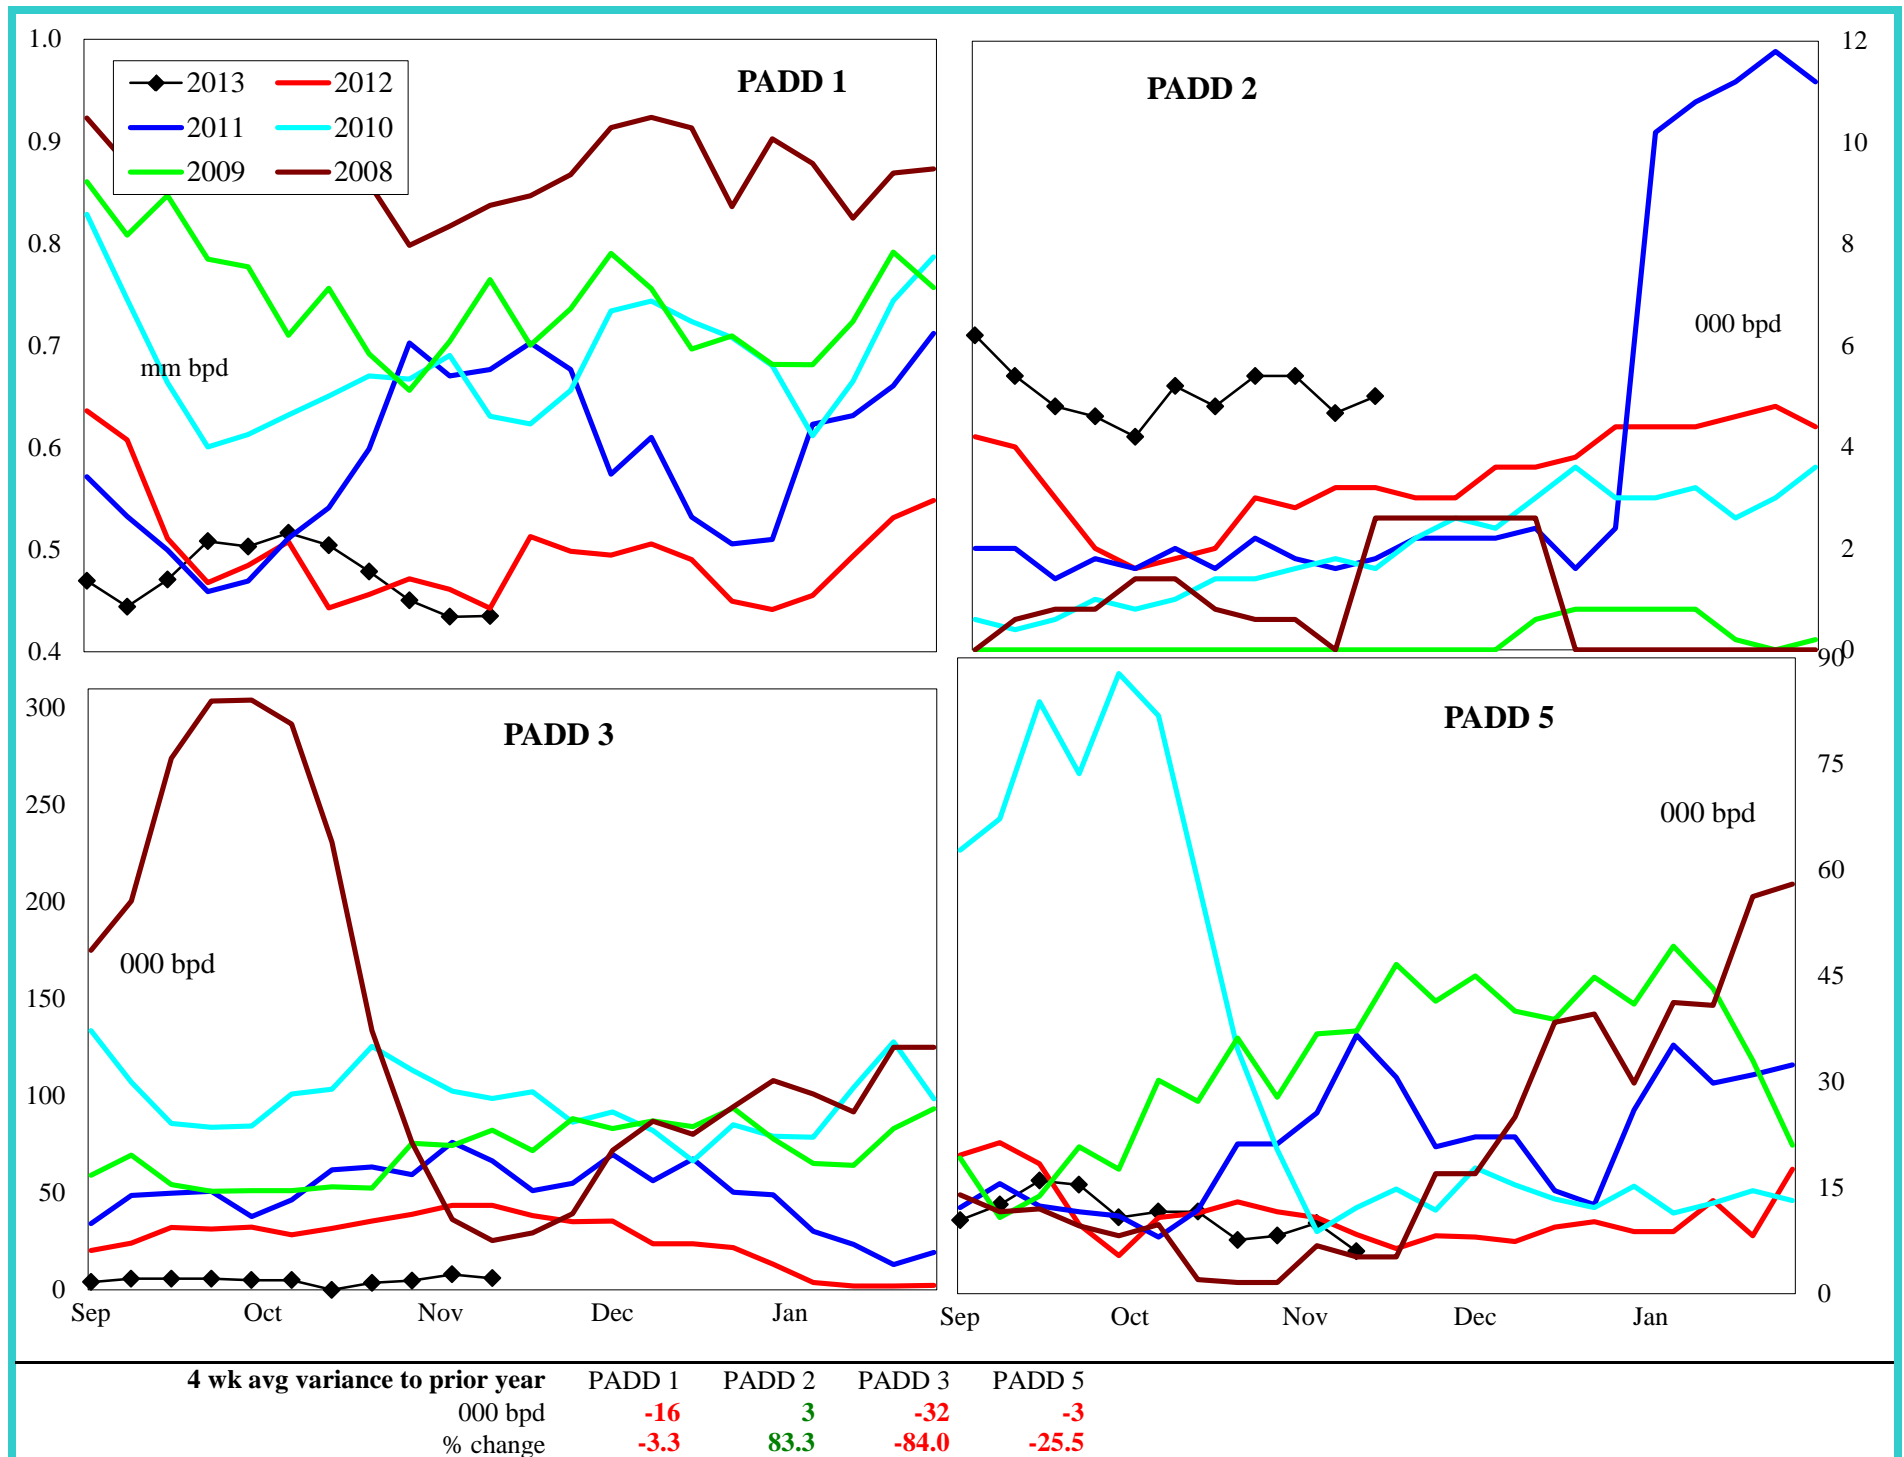 1.0
0.9
0.8
0.7
0.6
0.5
0.4
2013 2012
2011 2010
2009 2008
PADD 1
mm bpd
PADD 2
000 bpd
12
10
8
6
4
2
0
300
250
200
150
100
50
0
PADD 3
000 bpd
Sep Oct Nov Dec Jan
PADD 5
000 bpd
90
75
60
45
30
15
0
Sep Oct Nov Dec Jan
4 wk avg variance to prior year PADD 1 PADD 2 PADD 3 PADD 5
000 bpd -16 3 -32 -3
% change -3.3 83.3 -84.0 -25.5